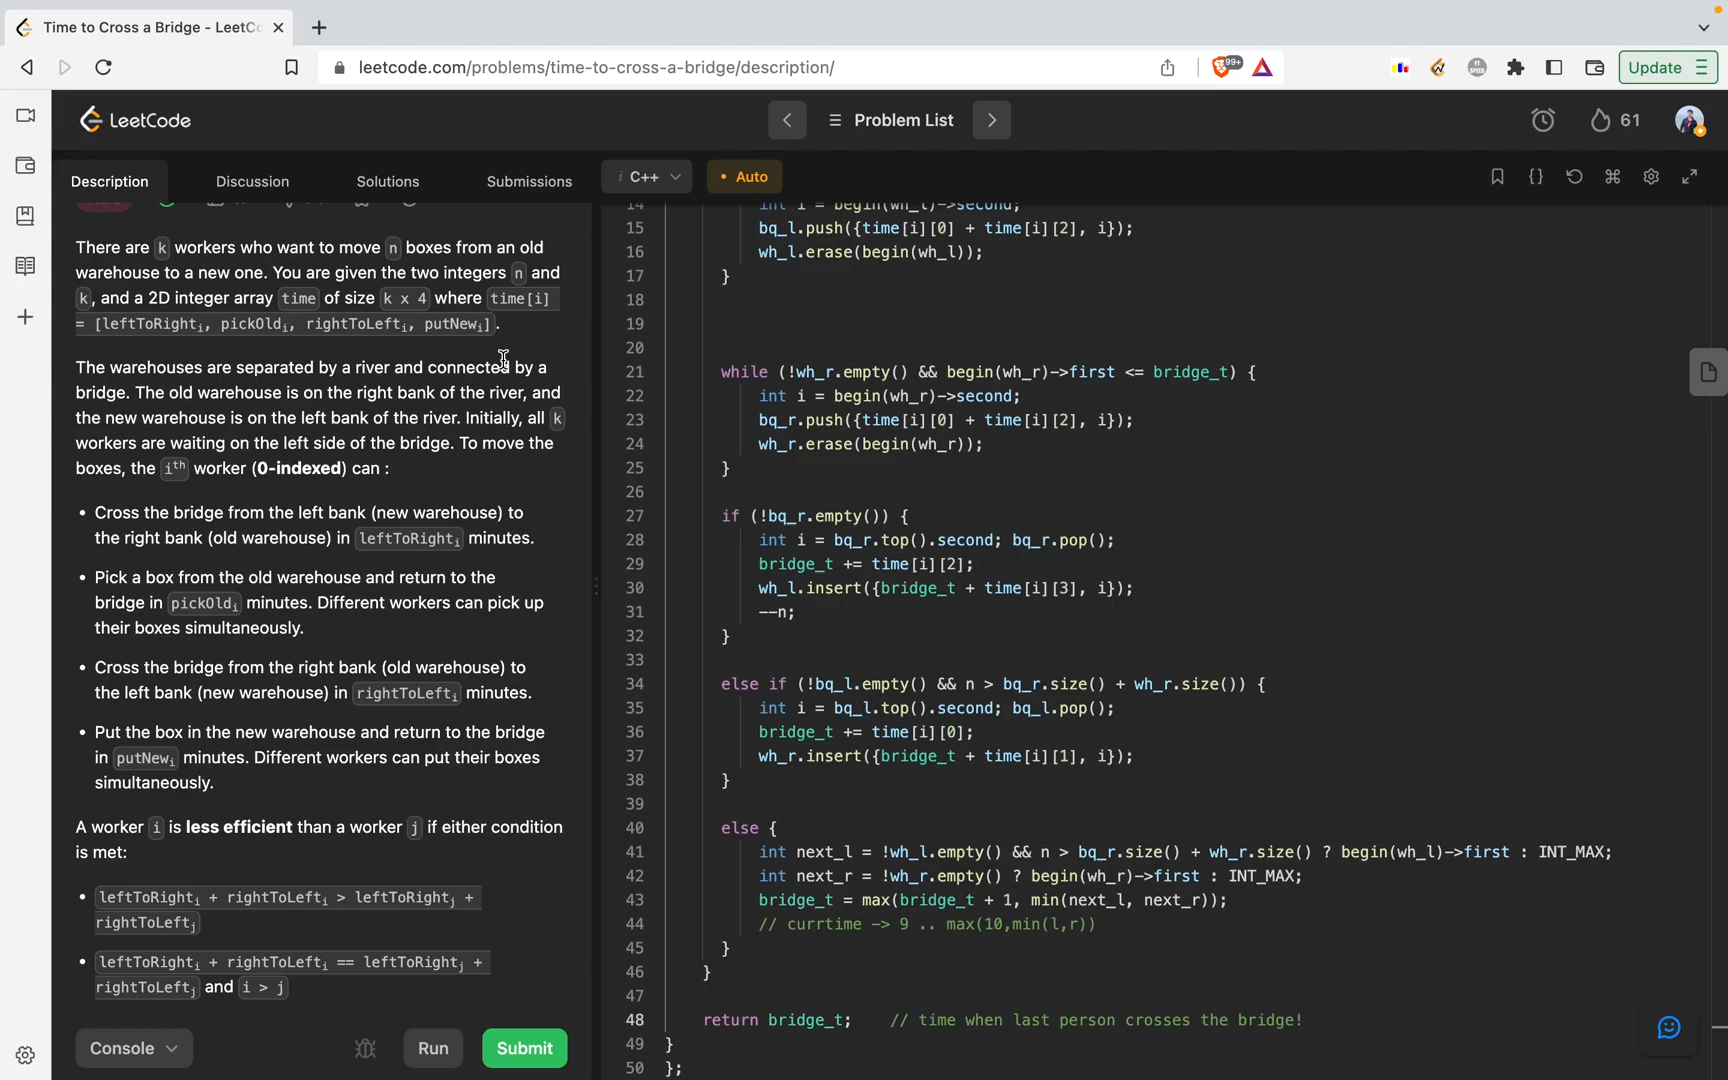 Time to Cross a Bridge - LeetCo
leetcode.com/problems/time-to-cross-a-bridge/description/
99+
Update
LeetCode
Problem List
61
Description
Discussion
Solutions
Submissions
i C++
• Auto
There are k workers who want to move n boxes from an old
warehouse to a new one. You are given the two integers n and
k, and a 2D integer array time of size k x 4 where time[i]
= [leftToRightᵢ, pickOldᵢ, rightToLeftᵢ, putNewᵢ].
The warehouses are separated by a river and connected by a
bridge. The old warehouse is on the right bank of the river, and
the new warehouse is on the left bank of the river. Initially, all k
workers are waiting on the left side of the bridge. To move the
boxes, the iᵗʰ worker (0-indexed) can :
• Cross the bridge from the left bank (new warehouse) to
the right bank (old warehouse) in leftToRightᵢ minutes.
• Pick a box from the old warehouse and return to the
bridge in pickOldᵢ minutes. Different workers can pick up
their boxes simultaneously.
• Cross the bridge from the right bank (old warehouse) to
the left bank (new warehouse) in rightToLeftᵢ minutes.
• Put the box in the new warehouse and return to the bridge
in putNewᵢ minutes. Different workers can put their boxes
simultaneously.
A worker i is less efficient than a worker j if either condition
is met:
• leftToRightᵢ + rightToLeftᵢ > leftToRightⱼ +
rightToLeftⱼ
• leftToRightᵢ + rightToLeftᵢ == leftToRightⱼ +
rightToLeftⱼ and i > j
Console
Run
Submit
14 int i = begin(wh_l)->second;
15 bq_l.push({time[i][0] + time[i][2], i});
16 wh_l.erase(begin(wh_l));
17 }
18
19
20
21 while (!wh_r.empty() && begin(wh_r)->first <= bridge_t) {
22 int i = begin(wh_r)->second;
23 bq_r.push({time[i][0] + time[i][2], i});
24 wh_r.erase(begin(wh_r));
25 }
26
27 if (!bq_r.empty()) {
28 int i = bq_r.top().second; bq_r.pop();
29 bridge_t += time[i][2];
30 wh_l.insert({bridge_t + time[i][3], i});
31 --n;
32 }
33
34 else if (!bq_l.empty() && n > bq_r.size() + wh_r.size()) {
35 int i = bq_l.top().second; bq_l.pop();
36 bridge_t += time[i][0];
37 wh_r.insert({bridge_t + time[i][1], i});
38 }
39
40 else {
41 int next_l = !wh_l.empty() && n > bq_r.size() + wh_r.size() ? begin(wh_l)->first : INT_MAX;
42 int next_r = !wh_r.empty() ? begin(wh_r)->first : INT_MAX;
43 bridge_t = max(bridge_t + 1, min(next_l, next_r));
44 // currtime -> 9 .. max(10,min(l,r))
45 }
46 }
47
48 return bridge_t; // time when last person crosses the bridge!
49 }
50 };